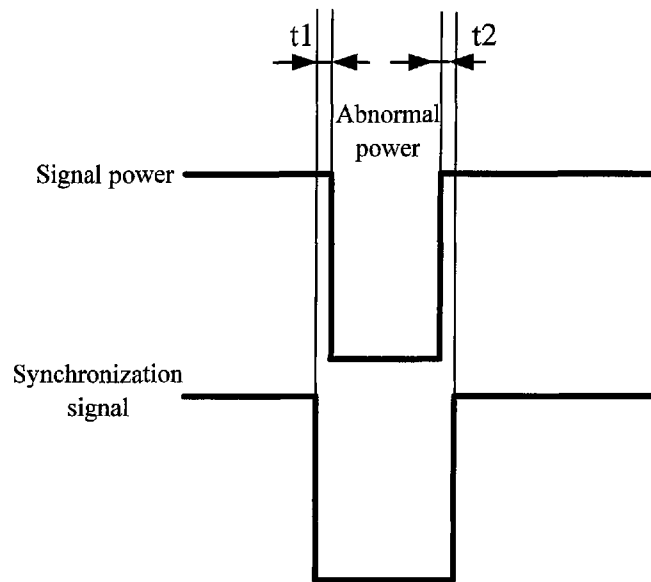 t1
t2
Abnormal
power
Signal power
Synchronization
signal